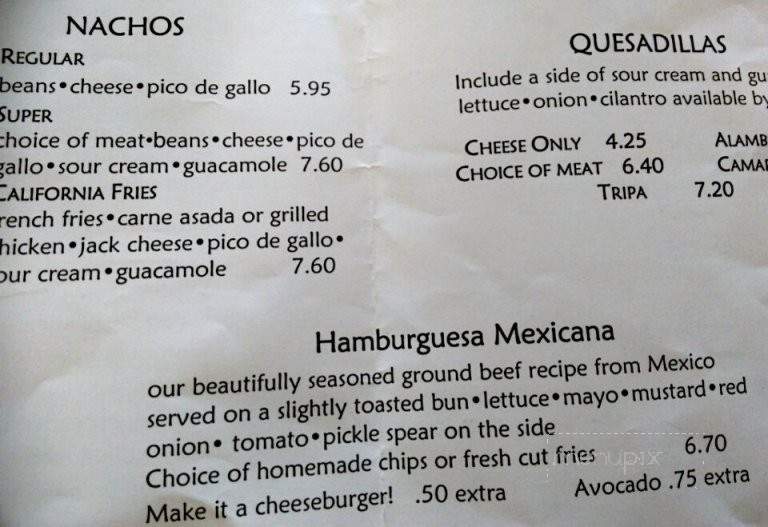 NACHOS
REGULAR
beans•cheese•pico de gallo 5.95
SUPER
choice of meat•beans•cheese•pico de
gallo•sour cream•guacamole 7.60
CALIFORNIA FRIES
rench fries•carne asada or grilled
hicken•jack cheese•pico de gallo•
our cream•guacamole 7.60
QUESADILLAS
Include a side of sour cream and gu
lettuce•onion•cilantro available by
CHEESE ONLY 4.25 ALAMB
CHOICE OF MEAT 6.40 CAMAR
TRIPA 7.20
Hamburguesa Mexicana
our beautifully seasoned ground beef recipe from Mexico
served on a slightly toasted bun•lettuce•mayo•mustard•red
onion• tomato•pickle spear on the side
Choice of homemade chips or fresh cut fries 6.70
Make it a cheeseburger! .50 extra Avocado .75 extra
menupix